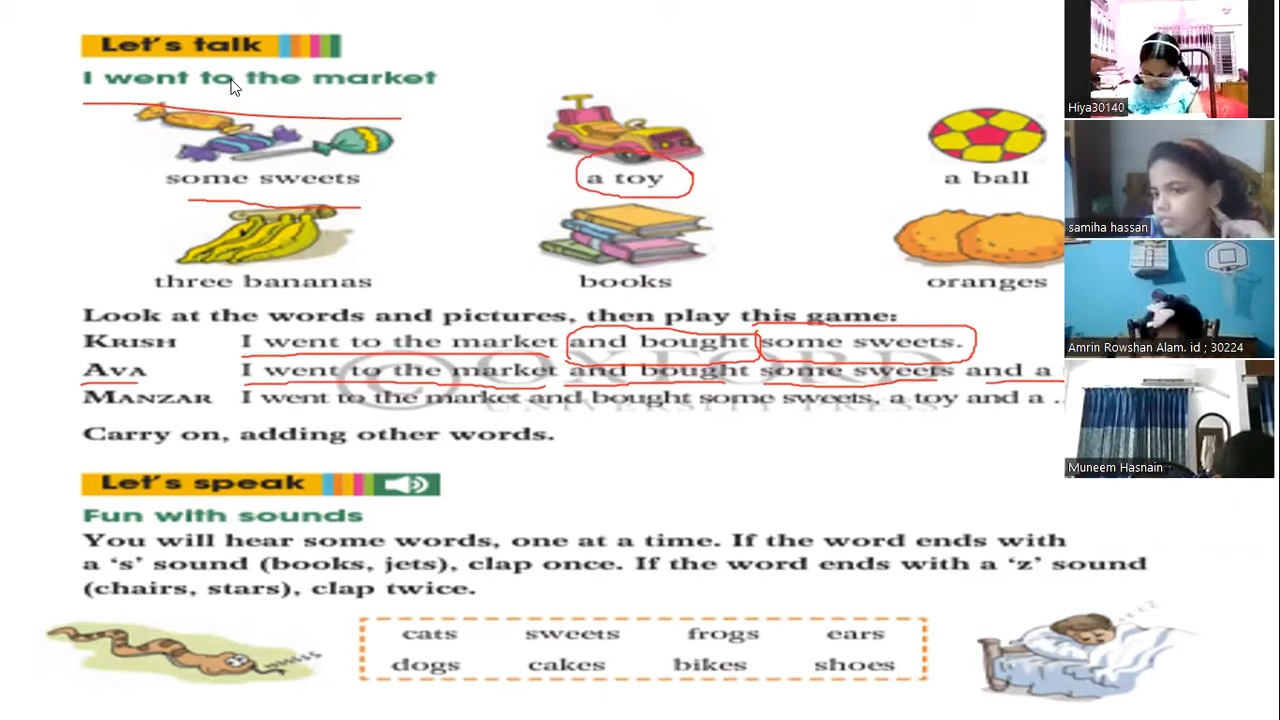 Let's talk
I went to the market
some sweets
a toy
a ball
three bananas
books
oranges
Look at the words and pictures, then play this game:
KRISH I went to the market and bought some sweets.
AVA I went to the market and bought some sweets and a
MANZAR I went to the market and bought some sweets, a toy and a ..
© OXFORD
UNIVERSITY PRESS
Carry on, adding other words.
Let's speak
Fun with sounds
You will hear some words, one at a time. If the word ends with
a 's' sound (books, jets), clap once. If the word ends with a 'z' sound
(chairs, stars), clap twice.
cats sweets frogs ears
dogs cakes bikes shoes
Hiya30140
samiha hassan
Amrin Rowshan Alam. id ; 30224
Muneem Hasnain